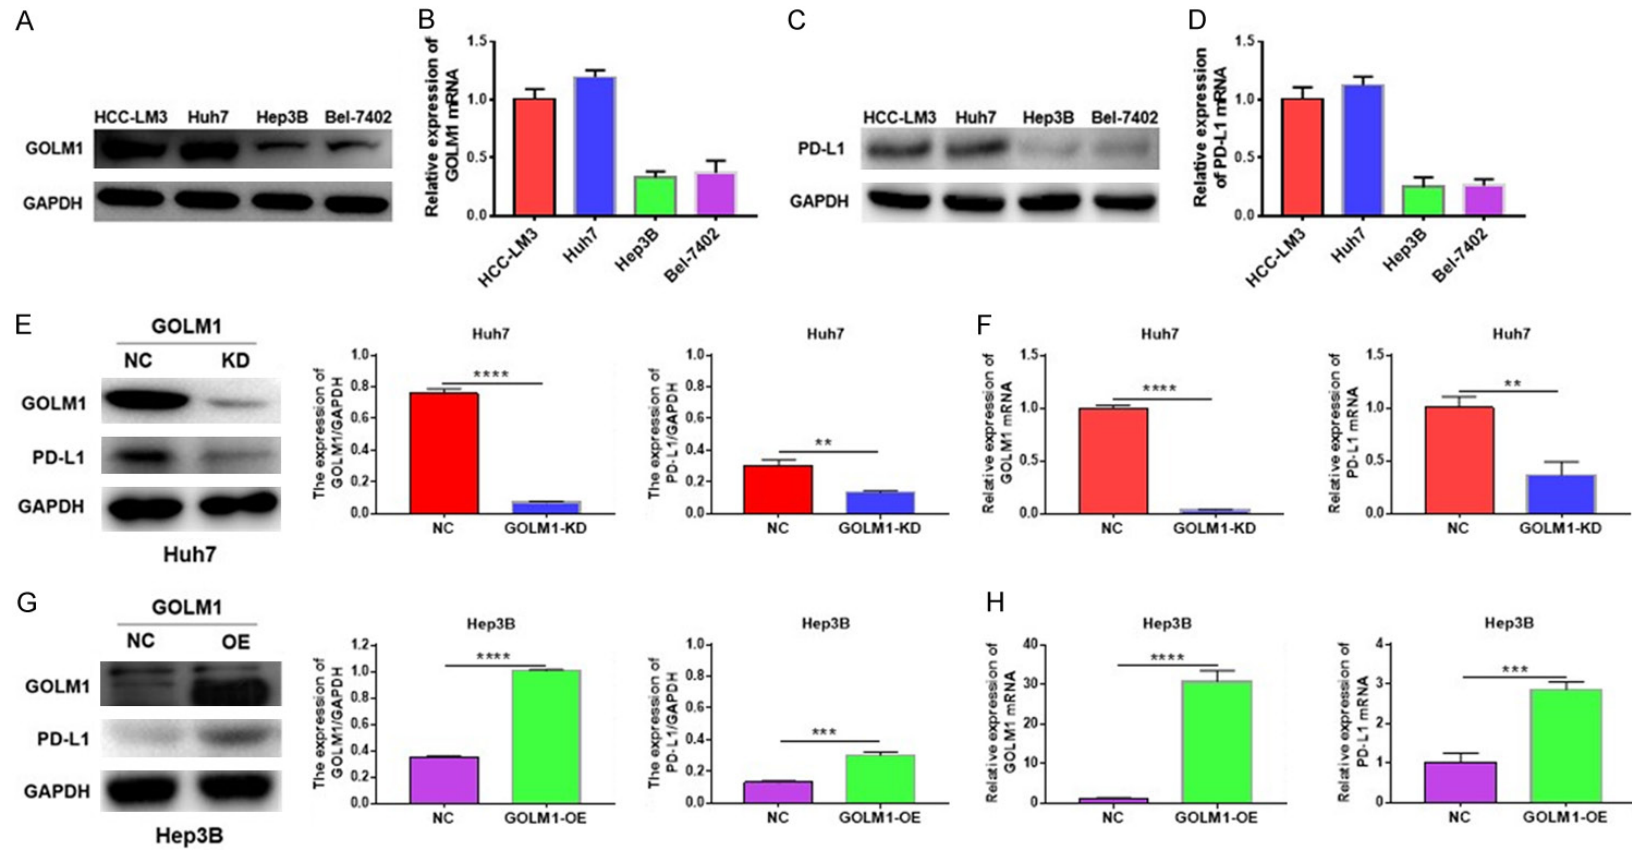 A
HCC-LM3 Huh7 Hep3B Bel-7402
GOLM1
GAPDH
B
Relative expression of
GOLM1 mRNA
1.5
1.0
0.5
0.0
HCC-LM3
Huh7
Hep3B
Bel-7402
C
HCC-LM3 Huh7 Hep3B Bel-7402
PD-L1
GAPDH
D
Relative expression
of PD-L1 mRNA
1.5
1.0
0.5
0.0
HCC-LM3
Huh7
Hep3B
Bel-7402
E
GOLM1
NC KD
GOLM1
PD-L1
GAPDH
Huh7
Huh7
The expression of
GOLM1/GAPDH
1.0
0.8
0.6
0.4
0.2
0.0
****
NC GOLM1-KD
Huh7
The expression of
PD-L1/GAPDH
1.0
0.8
0.6
0.4
0.2
0.0
**
NC GOLM1-KD
F
Huh7
Relative expression of
GOLM1 mRNA
1.5
1.0
0.5
0.0
****
NC GOLM1-KD
Huh7
Relative expression of
PD-L1 mRNA
1.5
1.0
0.5
0.0
**
NC GOLM1-KD
G
GOLM1
NC OE
GOLM1
PD-L1
GAPDH
Hep3B
Hep3B
The expression of
GOLM1/GAPDH
1.2
1.0
0.8
0.6
0.4
0.2
0.0
****
NC GOLM1-OE
Hep3B
The expression of
PD-L1/GAPDH
1.0
0.8
0.6
0.4
0.2
0.0
***
NC GOLM1-OE
H
Hep3B
Relative expression of
GOLM1 mRNA
40
30
20
10
0
****
NC GOLM1-OE
Hep3B
Relative expression of
PD-L1 mRNA
4
3
2
1
0
***
NC GOLM1-OE